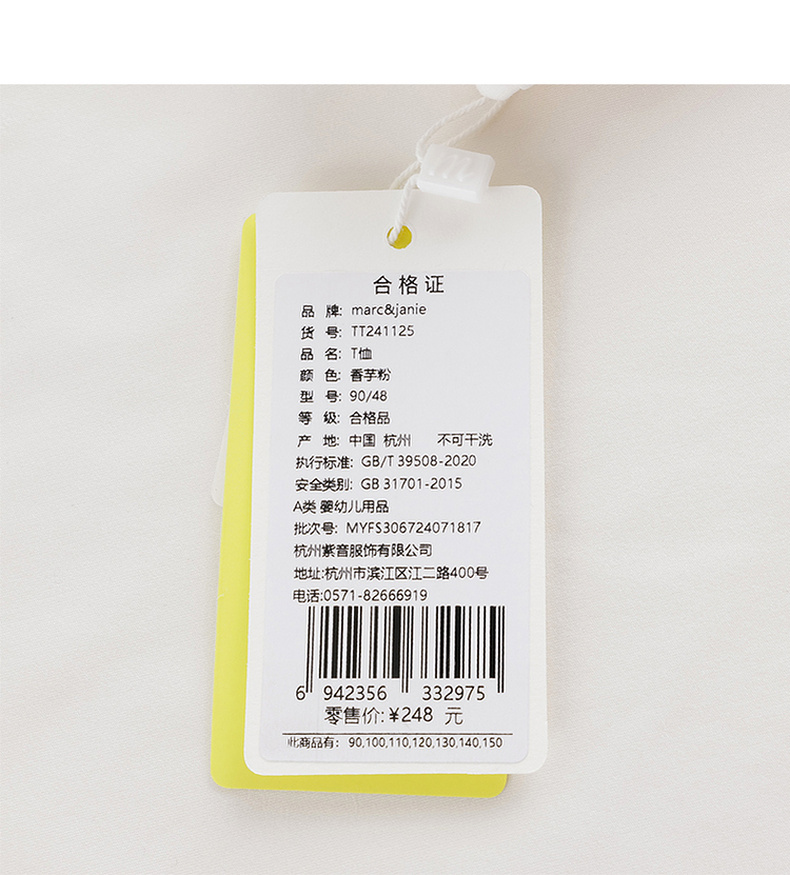 合格证
品 牌: marc&janie
货 号: TT241125
品 名: T恤
颜 色: 香芋粉
型 号: 90/48
等 级: 合格品
产 地: 中国 杭州 不可干洗
执行标准: GB/T 39508-2020
安全类别: GB 31701-2015
A类 婴幼儿用品
批次号: MYFS306724071817
杭州紫音服饰有限公司
地址:杭州市滨江区江二路400号
电话:0571-82666919
6 942356 332975
零售价:¥248 元
此商品有: 90,100,110,120,130,140,150